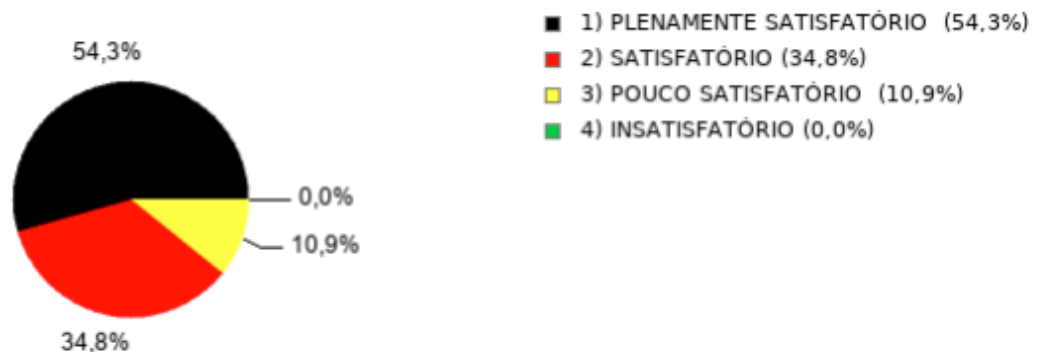 54,3%
0,0%
10,9%
34,8%
1) PLENAMENTE SATISFATÓRIO (54,3%)
2) SATISFATÓRIO (34,8%)
3) POUCO SATISFATÓRIO (10,9%)
4) INSATISFATÓRIO (0,0%)